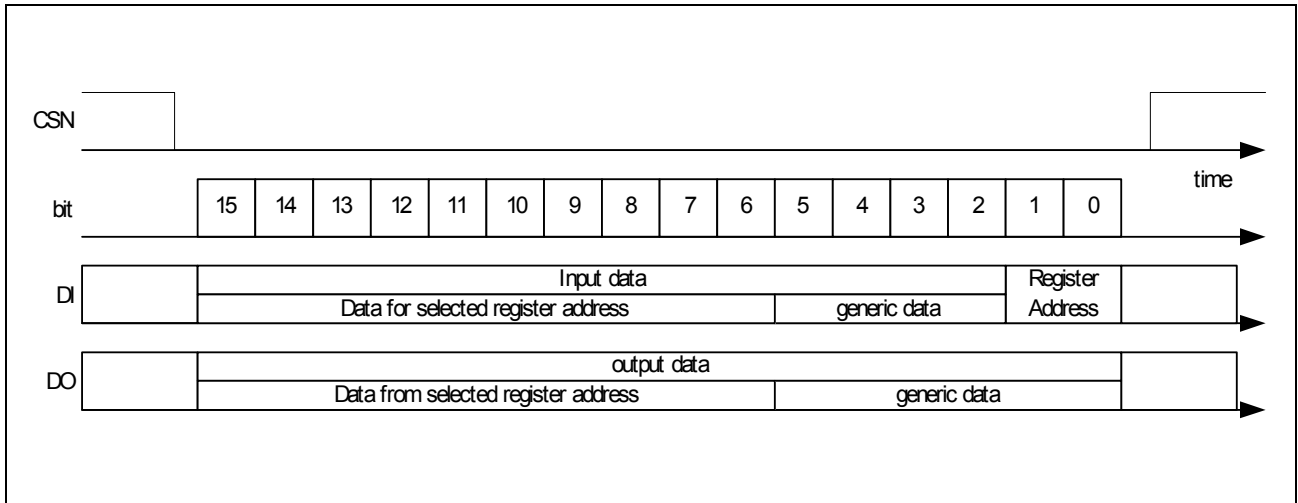 CSN
time
bit 15 14 13 12 11 10 9 8 7 6 5 4 3 2 1 0
DI
Input data
Data for selected register address
generic data
Register
Address
DO
output data
Data from selected register address
generic data